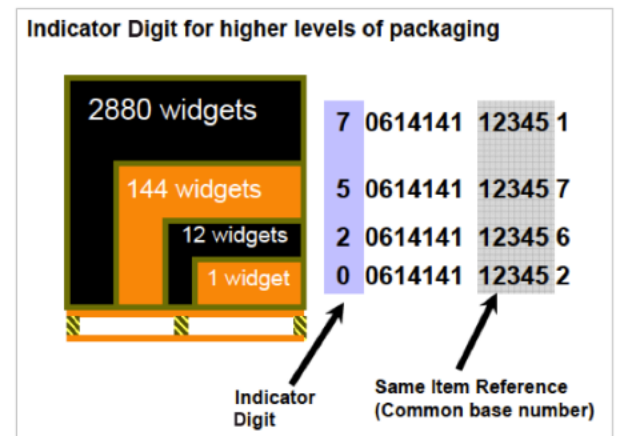 Indicator Digit for higher levels of packaging
2880 widgets
7 0614141 12345 1
144 widgets
5 0614141 12345 7
12 widgets
2 0614141 12345 6
1 widget
0 0614141 12345 2
Indicator
Digit
Same Item Reference
(Common base number)